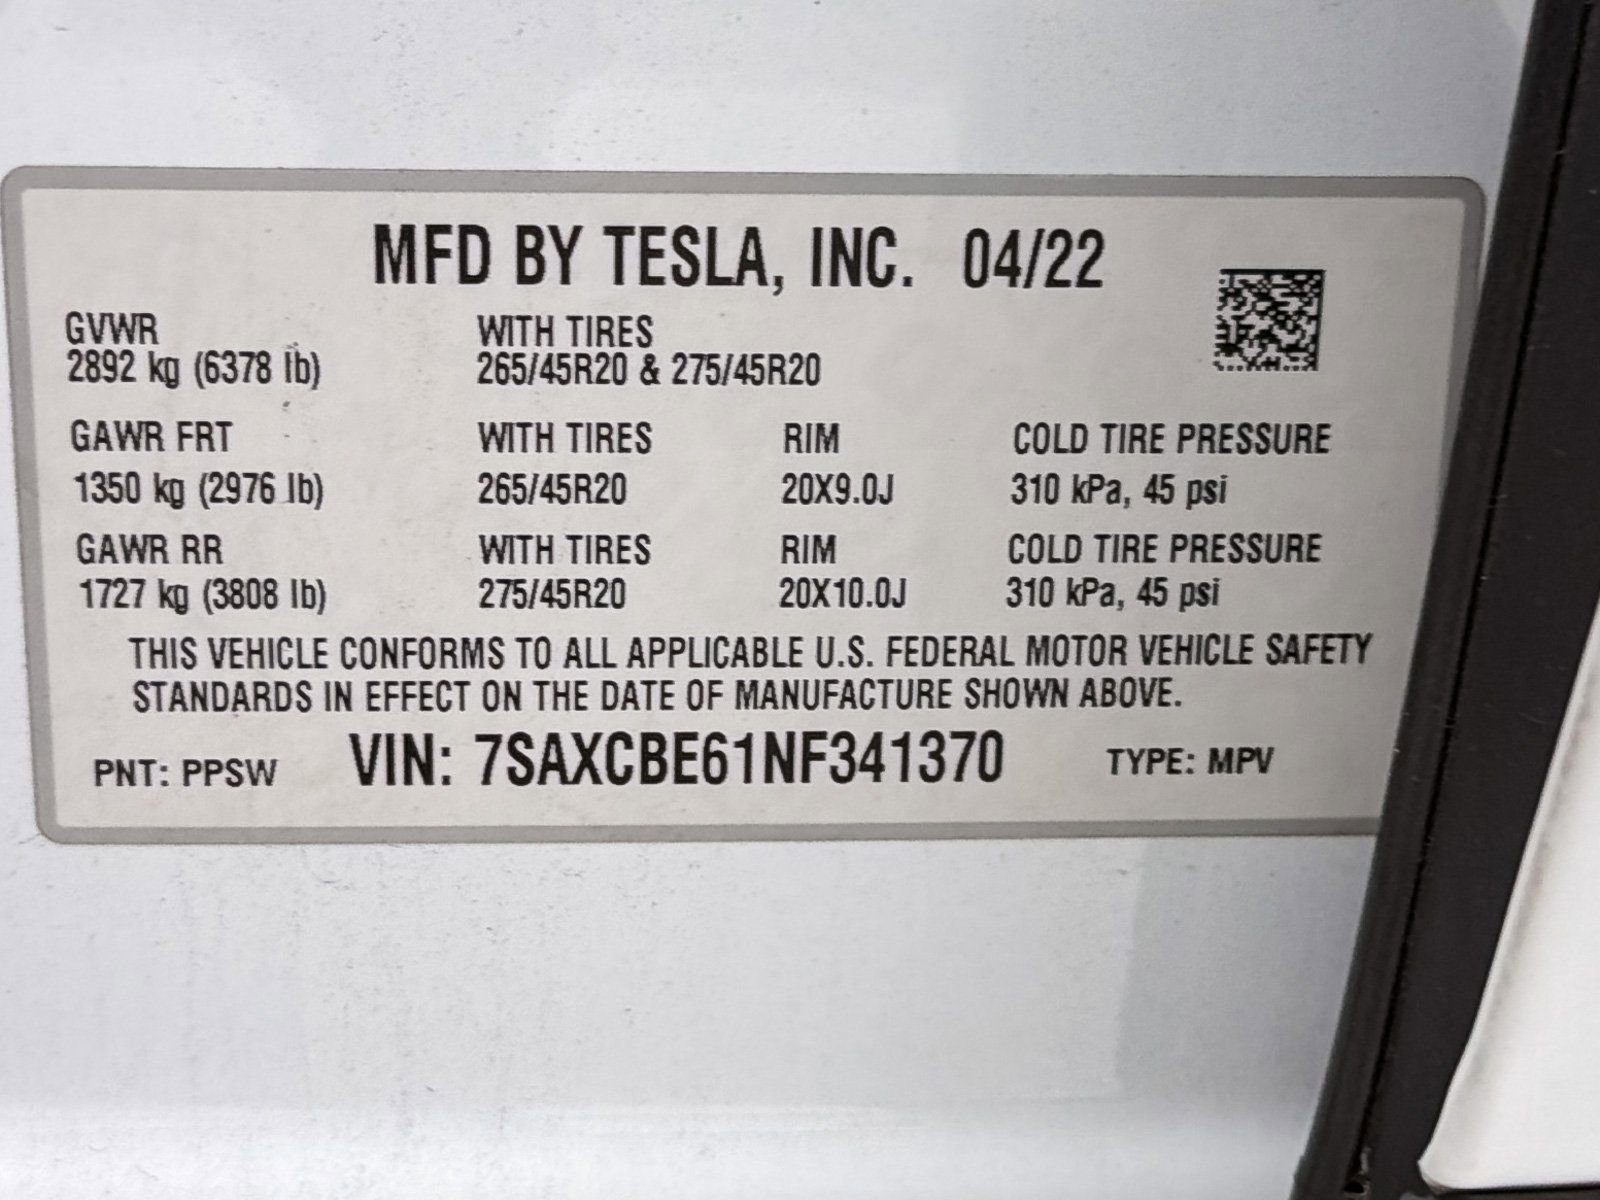 MFD BY TESLA, INC. 04/22
GVWR WITH TIRES
2892 kg (6378 lb) 265/45R20 & 275/45R20
GAWR FRT WITH TIRES RIM COLD TIRE PRESSURE
1350 kg (2976 lb) 265/45R20 20X9.0J 310 kPa, 45 psi
GAWR RR WITH TIRES RIM COLD TIRE PRESSURE
1727 kg (3808 lb) 275/45R20 20X10.0J 310 kPa, 45 psi
THIS VEHICLE CONFORMS TO ALL APPLICABLE U.S. FEDERAL MOTOR VEHICLE SAFETY
STANDARDS IN EFFECT ON THE DATE OF MANUFACTURE SHOWN ABOVE.
PNT: PPSW VIN: 7SAXCBE61NF341370 TYPE: MPV